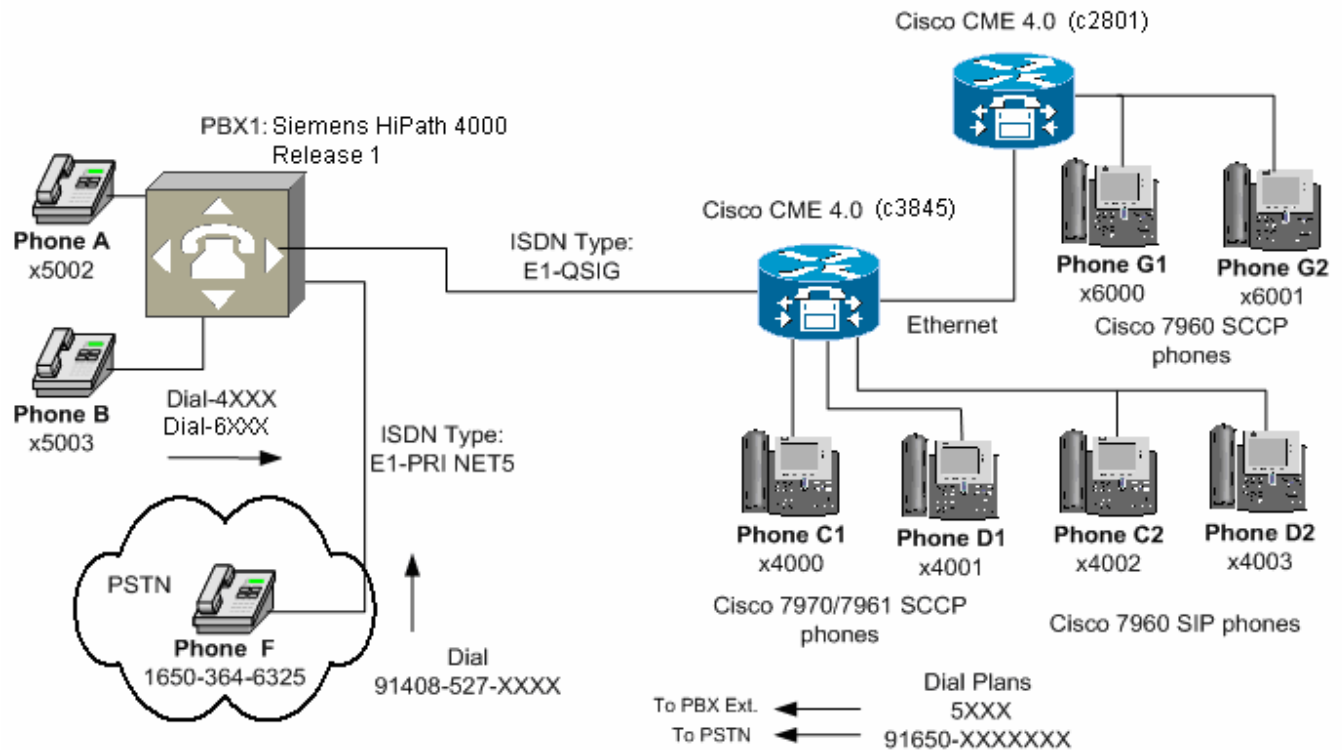 Cisco CME 4.0 (c2801)
PBX1: Siemens HiPath 4000
Release 1
Phone A
x5002
Cisco CME 4.0 (c3845)
ISDN Type:
E1-QSIG
Phone G1
x6000
Phone G2
x6001
Ethernet
Cisco 7960 SCCP
phones
Phone B
x5003
Dial-4XXX
Dial-6XXX
ISDN Type:
E1-PRI NET5
Phone C1
x4000
Phone D1
x4001
Phone C2
x4002
Phone D2
x4003
PSTN
Cisco 7970/7961 SCCP
phones
Cisco 7960 SIP phones
Phone F
1650-364-6325
Dial
91408-527-XXXX
Dial Plans
To PBX Ext.
5XXX
To PSTN
91650-XXXXXXX